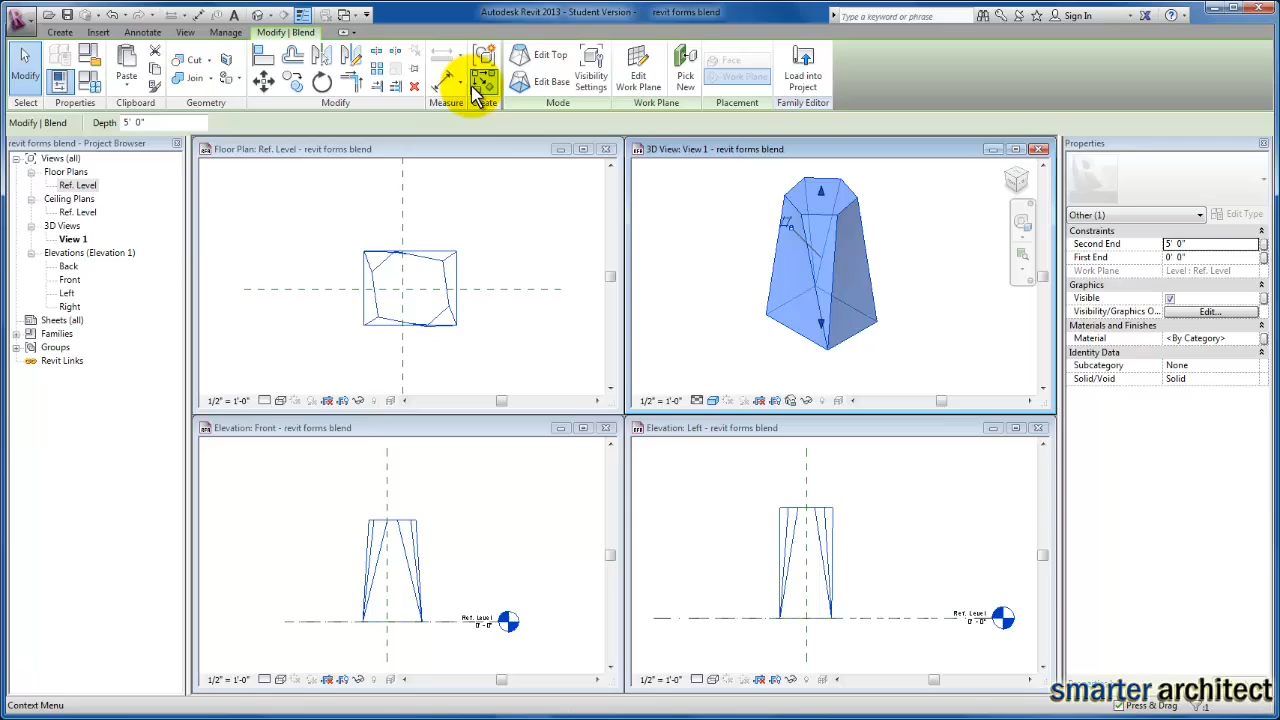 Autodesk Revit 2013 - Student Version -    revit forms blend
Type a keyword or phrase
Sign In
Create
Insert
Annotate
View
Manage
Modify | Blend
Modify
Paste
Cut
Join
Edit Top
Edit Base
Visibility
Settings
Edit
Work Plane
Pick
New
Face
Work Plane
Load into
Project
Select
Properties
Clipboard
Geometry
Modify
Measure
Mode
Work Plane
Placement
Family Editor
Modify | Blend
Depth
5' 0"
revit forms blend - Project Browser
Views (all)
Floor Plans
Ref. Level
Ceiling Plans
Ref. Level
3D Views
View 1
Elevations (Elevation 1)
Back
Front
Left
Right
Sheets (all)
Families
Groups
Revit Links
Floor Plan: Ref. Level - revit forms blend
1/2" = 1'-0"
3D View: View 1 - revit forms blend
1/2" = 1'-0"
Elevation: Front - revit forms blend
Ref. Level
0' - 0"
1/2" = 1'-0"
Elevation: Left - revit forms blend
Ref. Level
0' - 0"
1/2" = 1'-0"
Properties
Other (1)
Edit Type
Constraints
Second End
5' 0"
First End
0' 0"
Work Plane
Level : Ref. Level
Graphics
Visible
Visibility/Graphics O...
Edit...
Materials and Finishes
Material
<By Category>
Identity Data
Subcategory
None
Solid/Void
Solid
smarter architect
Context Menu
Press & Drag
:1